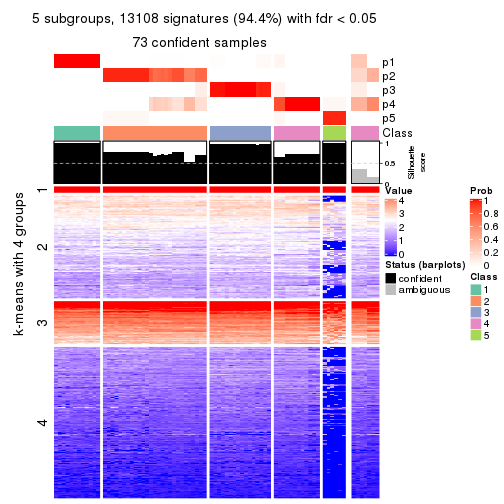 5 subgroups, 13108 signatures (94.4%) with fdr < 0.05
73 confident samples
p1
p2
p3
p4
p5
Class
1
0.5
0
Silhouette
score
k-means with 4 groups
1
2
3
4
Value
4
3
2
1
0
Status (barplots)
confident
ambiguous
Prob
1
0.8
0.6
0.4
0.2
0
Class
1
2
3
4
5